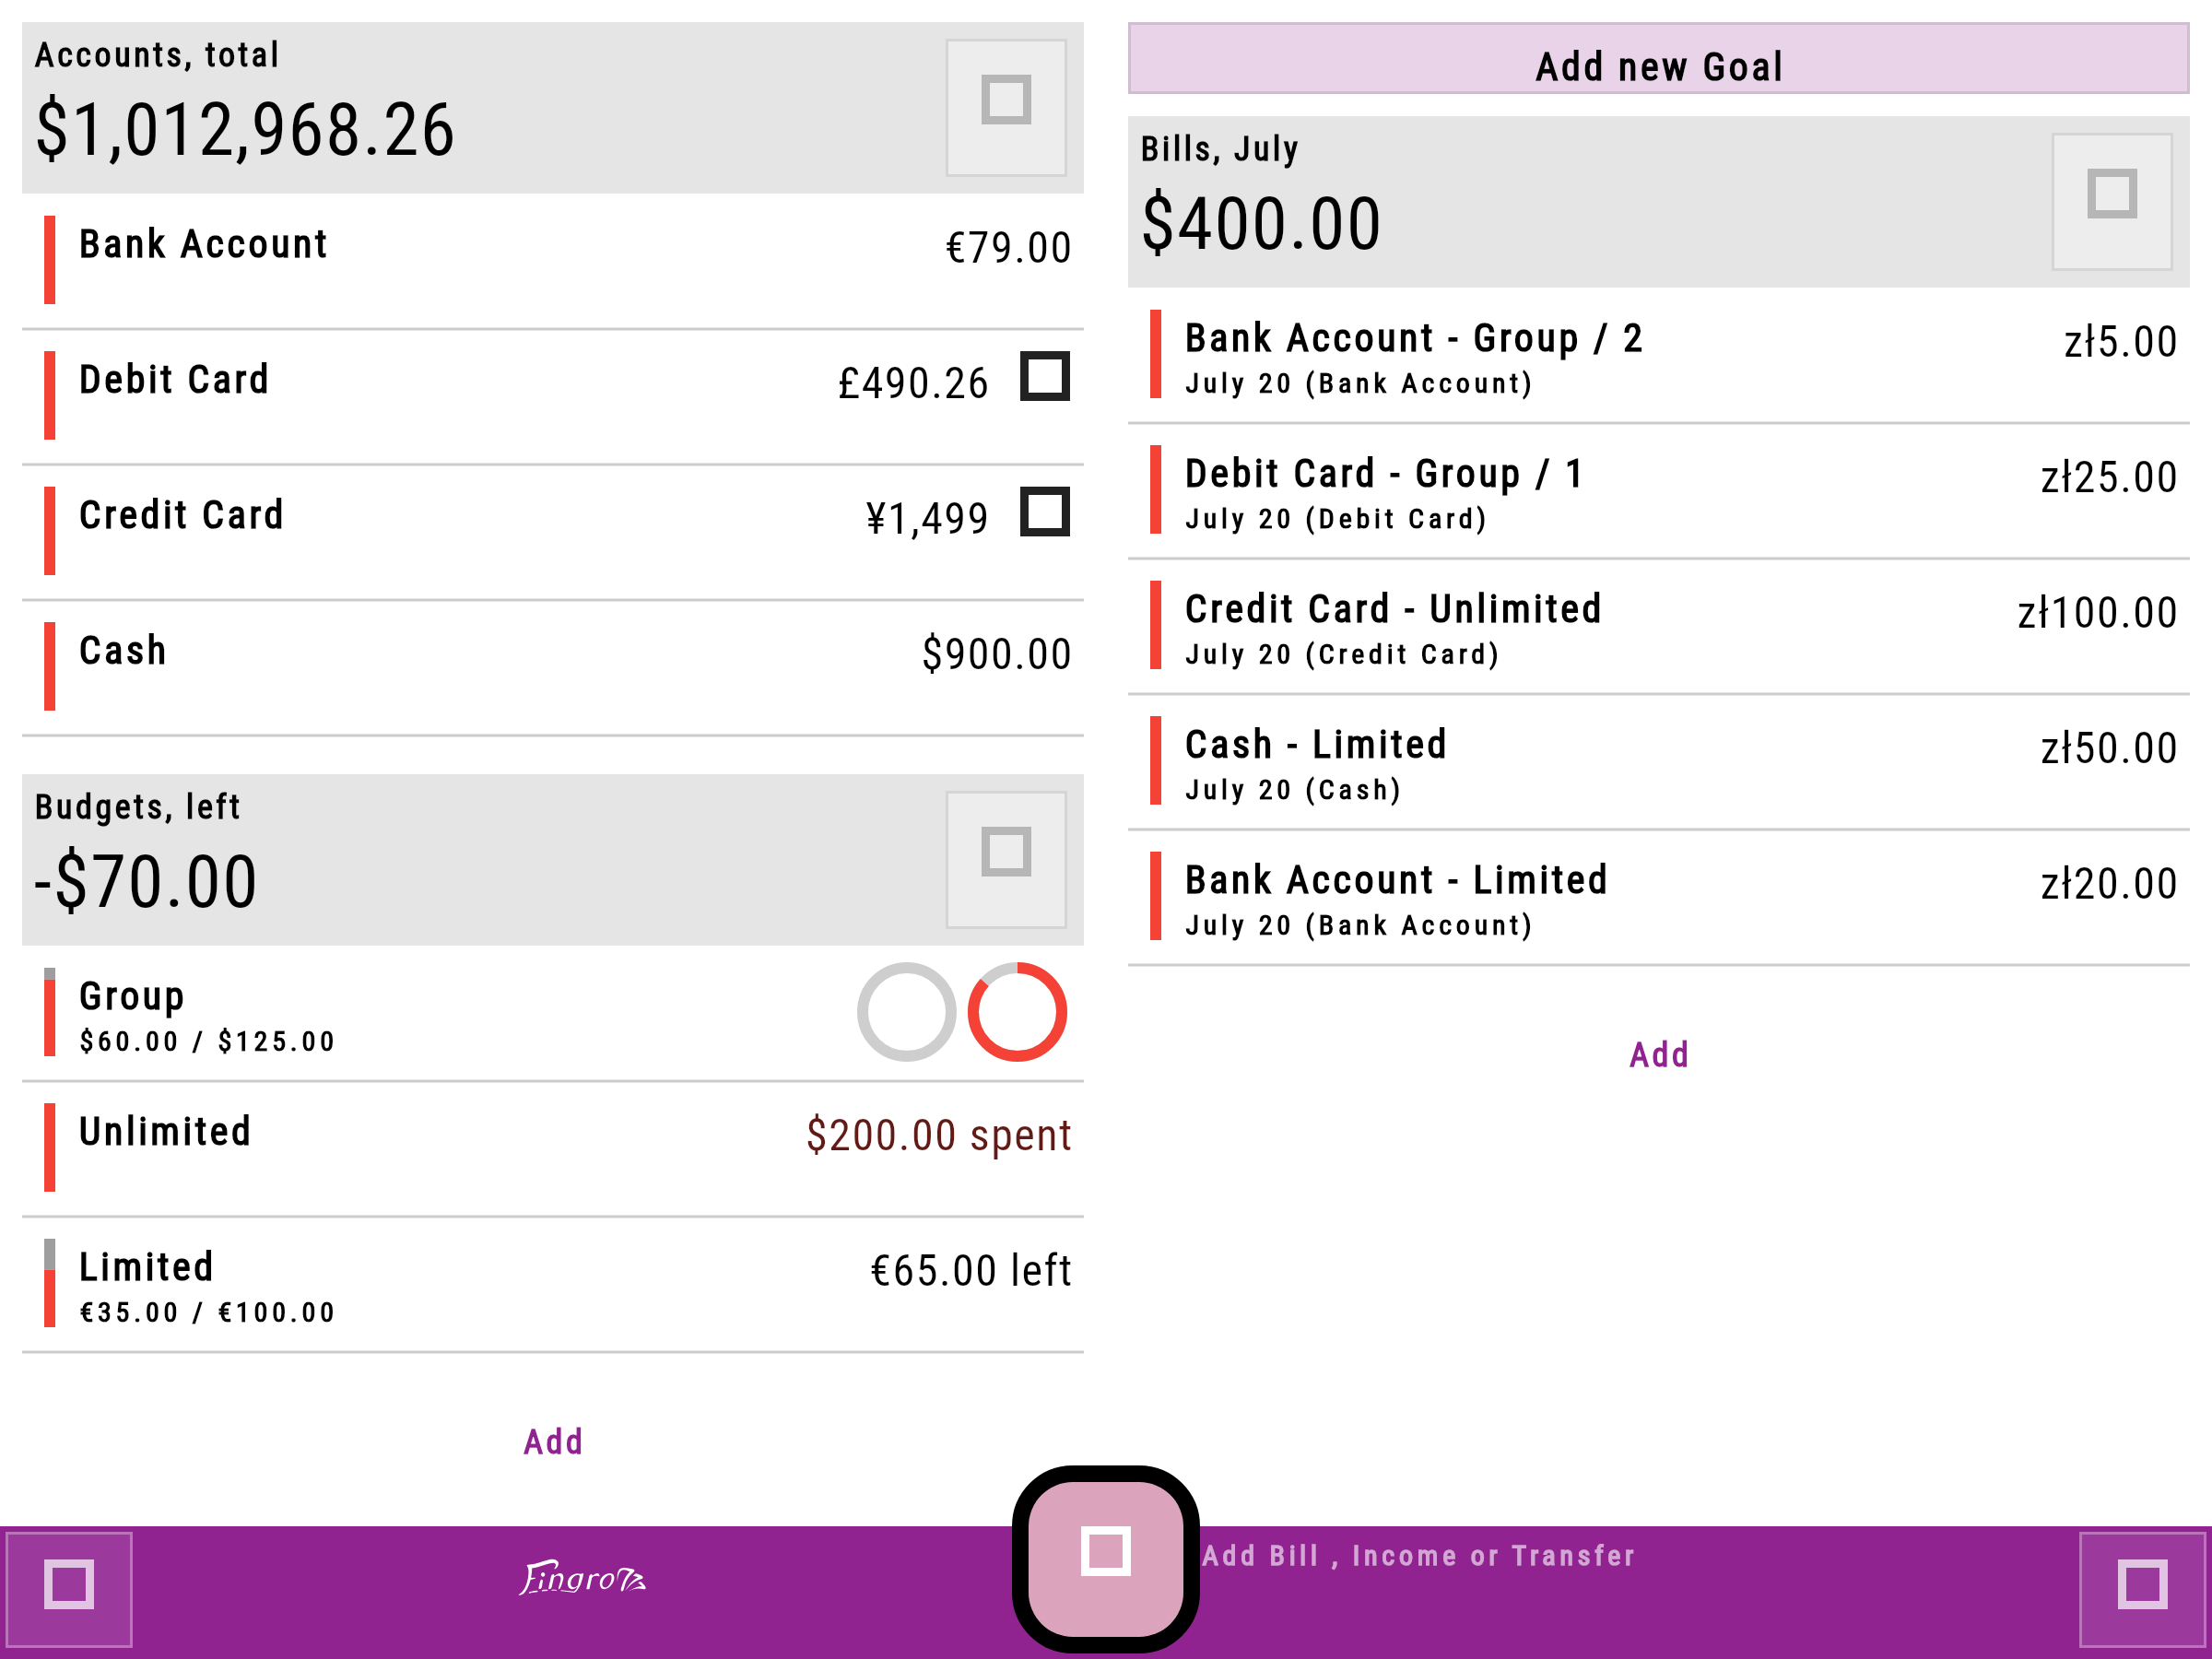 Accounts, total
$1,012,968.26
Bank Account
€79.00
Debit Card
£490.26
Credit Card
¥1,499
Cash
$900.00
Budgets, left
-$70.00
Group
$60.00 / $125.00
Unlimited
$200.00 spent
Limited
€35.00 / €100.00
€65.00 left
Add
Add new Goal
Bills, July
$400.00
Bank Account - Group / 2
July 20 (Bank Account)
zł5.00
Debit Card - Group / 1
July 20 (Debit Card)
zł25.00
Credit Card - Unlimited
July 20 (Credit Card)
zł100.00
Cash - Limited
July 20 (Cash)
zł50.00
Bank Account - Limited
July 20 (Bank Account)
zł20.00
Add
Fingro
Add Bill , Income or Transfer